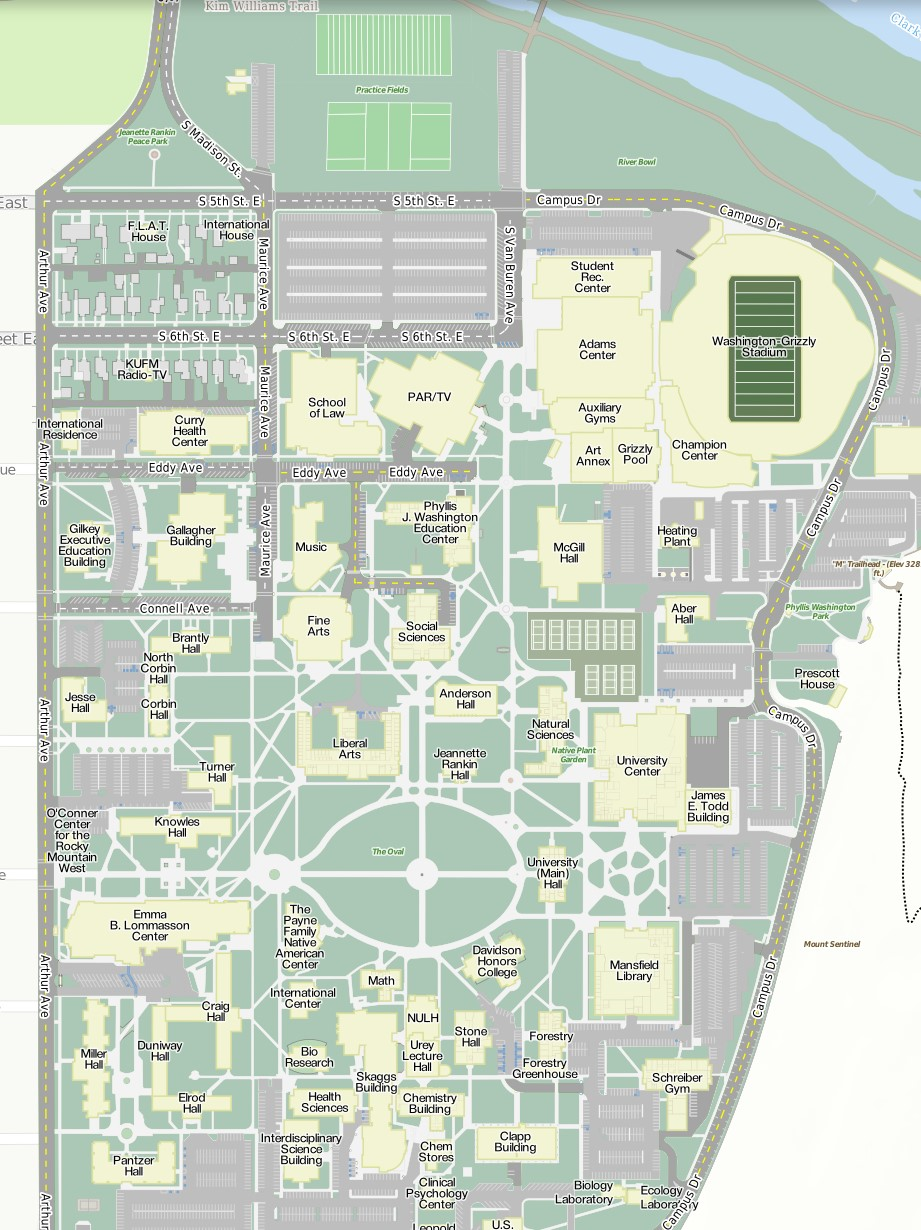 Kim Williams Trail
Clark
Practice Fields
Jeanette Rankin
Peace Park
S Madison St.
River Bowl
East
S 5th St. E
S 5th St. E
Campus Dr
Campus Dr
F.L.A.T.
House
International
House
Arthur Ave
Maurice Ave
S Van Buren Ave
Student
Rec.
Center
S 6th St. E
S 6th St. E
S 6th St. E
Adams
Center
Washington-Grizzly
Stadium
KUFM
Radio-TV
Maurice Ave
School
of Law
PAR/TV
Campus Dr
Auxiliary
Gyms
International
Residence
Curry
Health
Center
Art
Annex
Grizzly
Pool
Champion
Center
Arthur Ave
Eddy Ave
Eddy Ave
Eddy Ave
ue
Campus Dr
Gilkey
Executive
Education
Building
Gallagher
Building
Maurice Ave
Music
Phyllis
J. Washington
Education
Center
McGill
Hall
Heating
Plant
"M" Trailhead - (Elev 328
ft.)
Connell Ave
Fine
Arts
Social
Sciences
Aber
Hall
Phyllis Washington
Park
Brantly
Hall
North
Corbin
Hall
Prescott
House
Jesse
Hall
Corbin
Hall
Anderson
Hall
Campus Dr
Arthur Ave
Liberal
Arts
Natural
Sciences
Native Plant
Garden
Jeannette
Rankin
Hall
University
Center
Turner
Hall
James
E. Todd
Building
O'Conner
Center
for the
Rocky
Mountain
West
Knowles
Hall
The Oval
University
(Main)
Hall
Emma
B. Lommasson
Center
The
Payne
Family
Native
American
Center
Mount Sentinel
Davidson
Honors
College
Mansfield
Library
Arthur Ave
Math
International
Center
Campus Dr
Craig
Hall
NULH
Stone
Hall
Forestry
Miller
Hall
Duniway
Hall
Bio
Research
Urey
Lecture
Hall
Forestry
Greenhouse
Skaggs
Building
Schreiber
Gym
Elrod
Hall
Health
Sciences
Chemistry
Building
Interdisciplinary
Science
Building
Clapp
Building
Chem
Stores
Pantzer
Hall
Clinical
Psychology
Center
Biology
Laboratory
Ecology
Laboratory
Campus Dr
Arthur
Leopold
U.S.